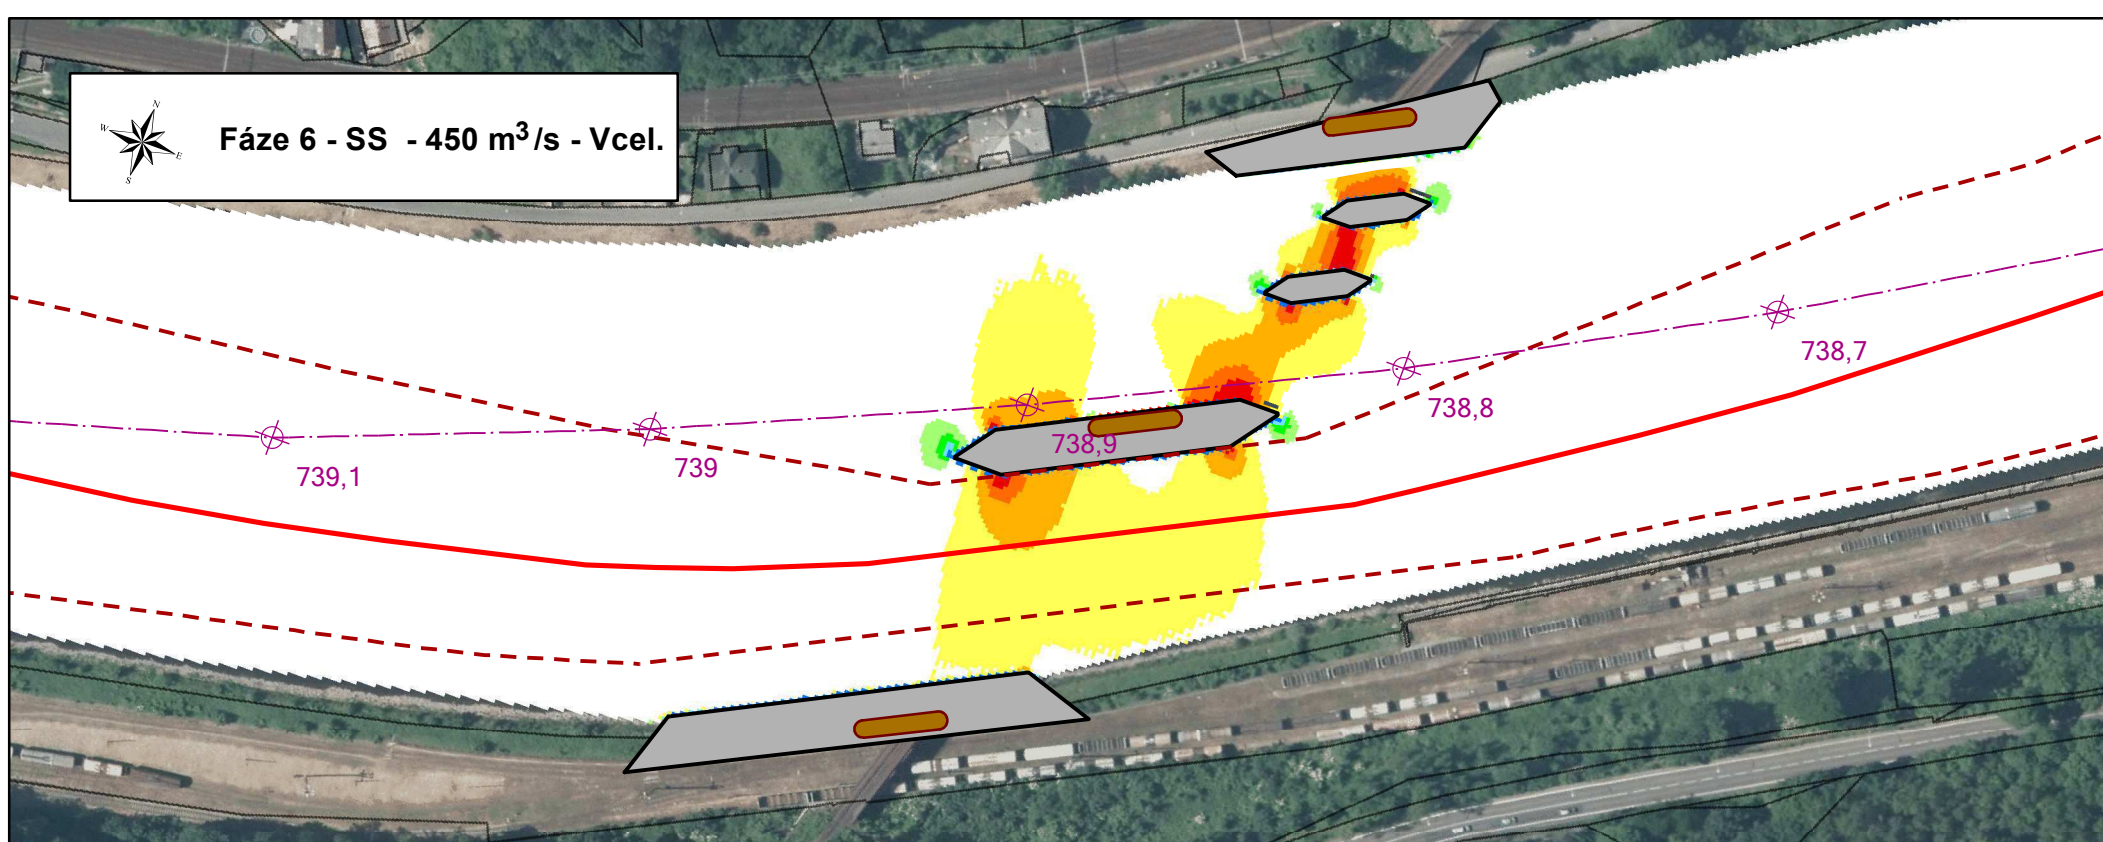 N
W
E
S
Fáze 6 - SS - 450 m³/s - Vcel.
738,7
738,8
738,9
739
739,1